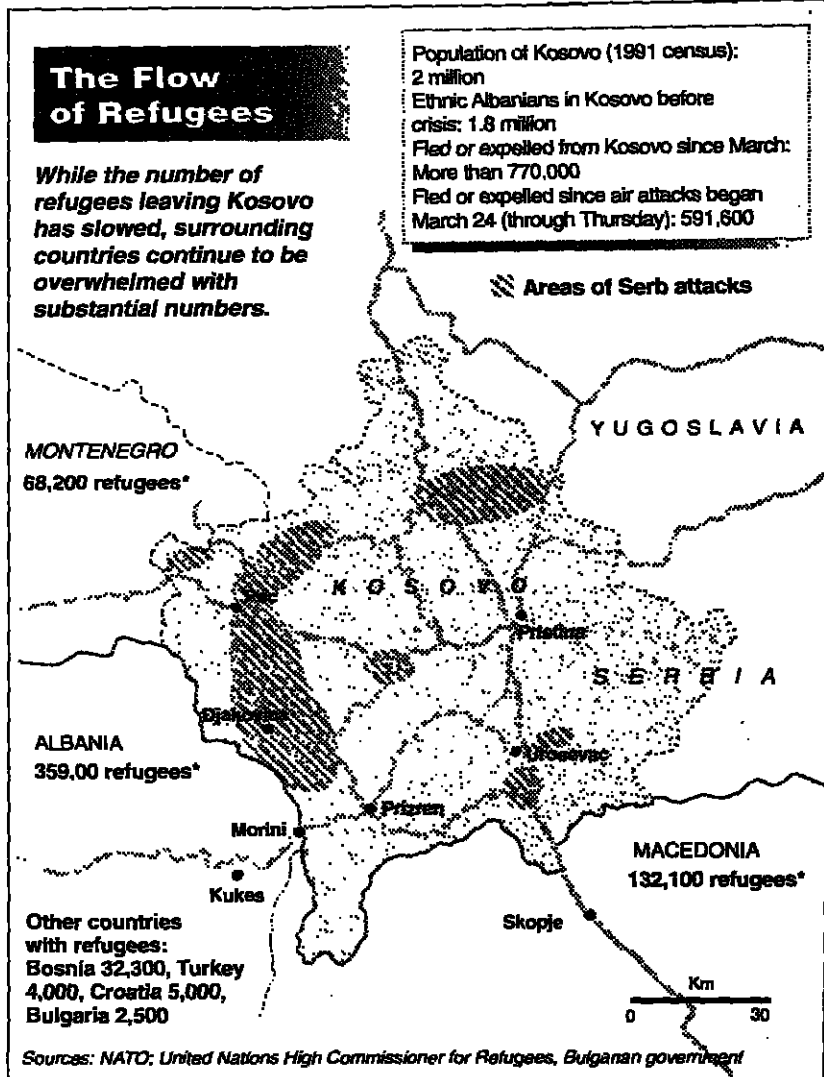 The Flow
of Refugees
While the number of
refugees leaving Kosovo
has slowed, surrounding
countries continue to be
overwhelmed with
substantial numbers.
Population of Kosovo (1991 census):
2 million
Ethnic Albanians in Kosovo before
crisis: 1.8 million
Fled or expelled from Kosovo since March:
More than 770,000
Fled or expelled since air attacks began
March 24 (through Thursday): 591,600
Areas of Serb attacks
YUGOSLAVIA
MONTENEGRO
68,200 refugees*
KOSOVO
Pristina
SERBIA
Djakovica
ALBANIA
359,00 refugees*
Urosevac
Prizren
Morini
Kukes
MACEDONIA
132,100 refugees*
Skopje
Other countries
with refugees:
Bosnia 32,300, Turkey
4,000, Croatia 5,000,
Bulgaria 2,500
Km
0 30
Sources: NATO; United Nations High Commissioner for Refugees, Bulgarian government